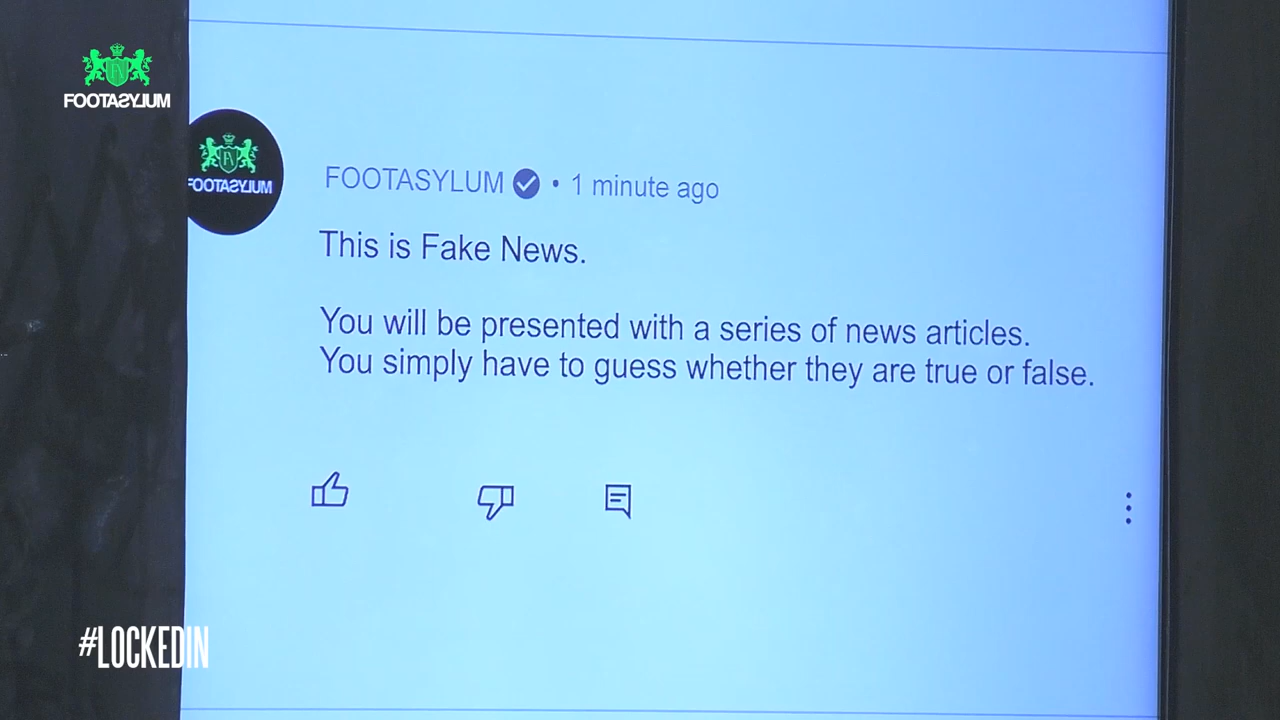 FOOTASYLUM
FOOTASYLUM
FOOTASYLUM • 1 minute ago
This is Fake News.
You will be presented with a series of news articles.
You simply have to guess whether they are true or false.
#LOCKEDIN